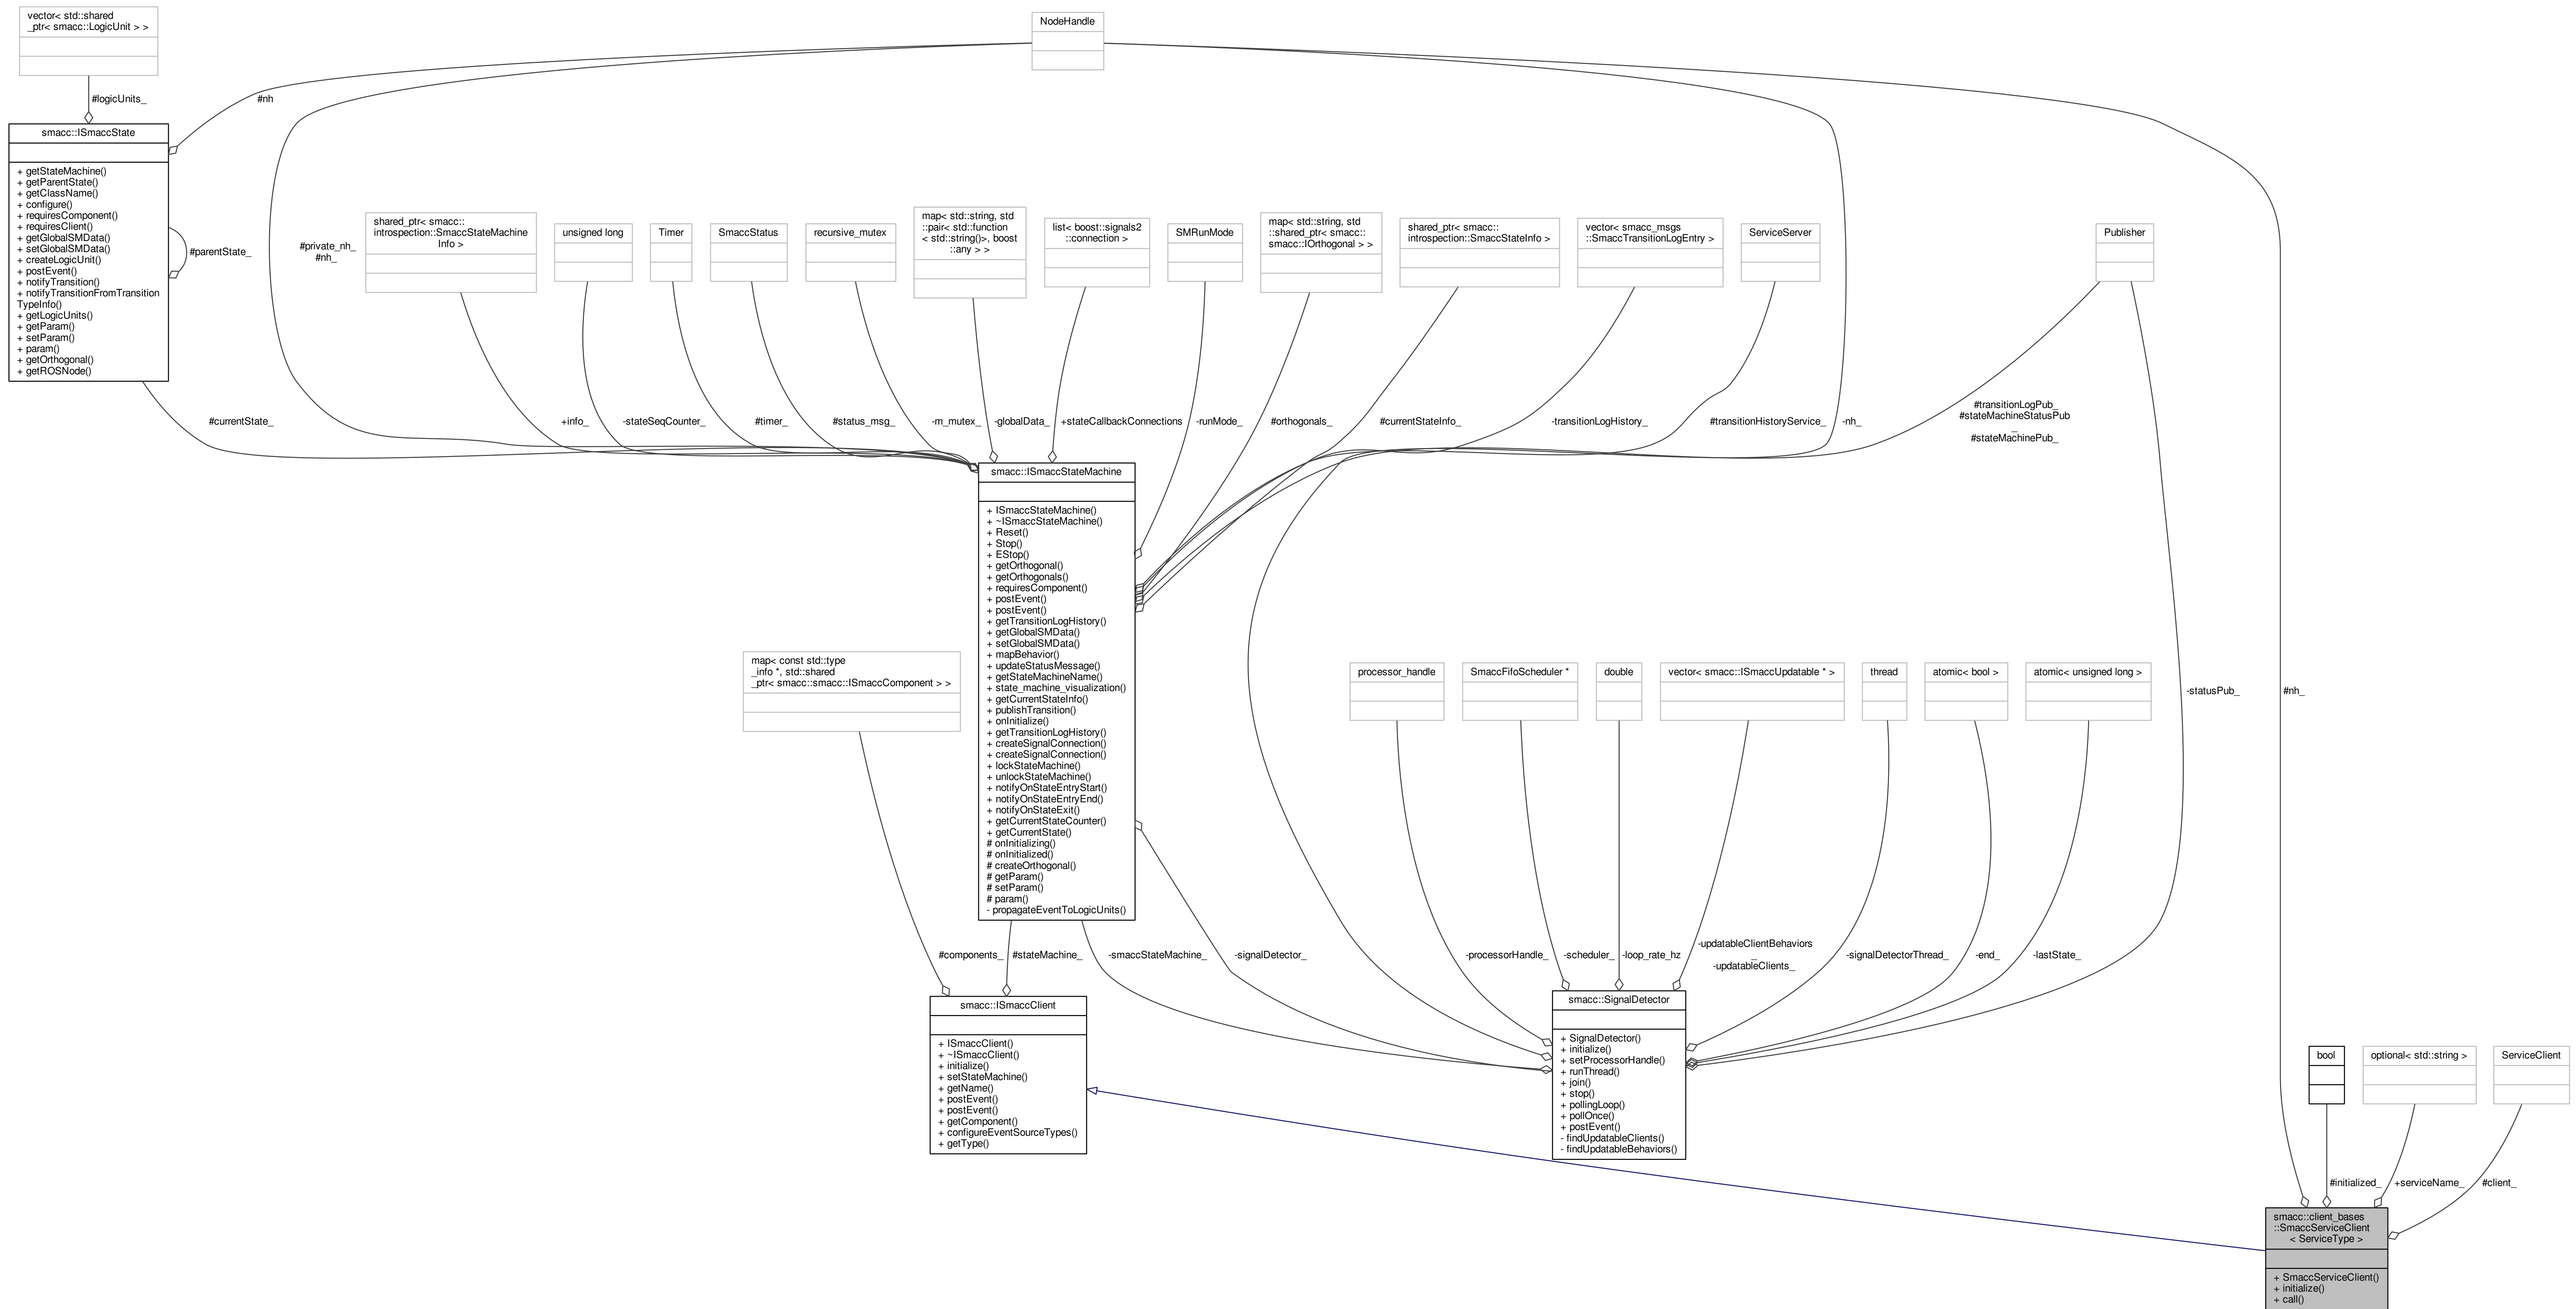 vector< std::shared
_ptr< smacc::LogicUnit > >
NodeHandle
#logicUnits_
#nh
smacc::ISmaccState
+ getStateMachine()
+ getParentState()
+ getClassName()
+ configure()
+ requiresComponent()
+ requiresClient()
+ getGlobalSMData()
+ setGlobalSMData()
+ createLogicUnit()
+ postEvent()
+ notifyTransition()
+ notifyTransitionFromTransition
TypeInfo()
+ getLogicUnits()
+ getParam()
+ setParam()
+ param()
+ getOrthogonal()
+ getROSNode()
#parentState_
#private_nh_
#nh_
shared_ptr< smacc::
introspection::SmaccStateMachine
Info >
unsigned long
Timer
SmaccStatus
recursive_mutex
map< std::string, std
::pair< std::function
< std::string()>, boost
::any > >
list< boost::signals2
::connection >
SMRunMode
map< std::string, std
::shared_ptr< smacc::
smacc::IOrthogonal > >
shared_ptr< smacc::
introspection::SmaccStateInfo >
vector< smacc_msgs
::SmaccTransitionLogEntry >
ServiceServer
Publisher
#currentState_
+info_
-stateSeqCounter_
#timer_
#status_msg_
-m_mutex_
-globalData_
+stateCallbackConnections
-runMode_
#orthogonals_
#currentStateInfo_
-transitionLogHistory_
#transitionHistoryService_
-nh_
#transitionLogPub_
#stateMachineStatusPub
_
#stateMachinePub_
smacc::ISmaccStateMachine
+ ISmaccStateMachine()
+ ~ISmaccStateMachine()
+ Reset()
+ Stop()
+ EStop()
+ getOrthogonal()
+ getOrthogonals()
+ requiresComponent()
+ postEvent()
+ postEvent()
+ getTransitionLogHistory()
+ getGlobalSMData()
+ setGlobalSMData()
+ mapBehavior()
+ updateStatusMessage()
+ getStateMachineName()
+ state_machine_visualization()
+ getCurrentStateInfo()
+ publishTransition()
+ onInitialize()
+ getTransitionLogHistory()
+ createSignalConnection()
+ createSignalConnection()
+ lockStateMachine()
+ unlockStateMachine()
+ notifyOnStateEntryStart()
+ notifyOnStateEntryEnd()
+ notifyOnStateExit()
+ getCurrentStateCounter()
+ getCurrentState()
# onInitializing()
# onInitialized()
# createOrthogonal()
# getParam()
# setParam()
# param()
- propagateEventToLogicUnits()
map< const std::type
_info *, std::shared
_ptr< smacc::smacc::ISmaccComponent > >
processor_handle
SmaccFifoScheduler *
double
vector< smacc::ISmaccUpdatable * >
thread
atomic< bool >
atomic< unsigned long >
-statusPub_
#nh_
#components_
#stateMachine_
-smaccStateMachine_
-signalDetector_
-processorHandle_
-scheduler_
-loop_rate_hz
-updatableClientBehaviors
_
-updatableClients_
-signalDetectorThread_
-end_
-lastState_
smacc::ISmaccClient
+ ISmaccClient()
+ ~ISmaccClient()
+ initialize()
+ setStateMachine()
+ getName()
+ postEvent()
+ postEvent()
+ getComponent()
+ configureEventSourceTypes()
+ getType()
smacc::SignalDetector
+ SignalDetector()
+ initialize()
+ setProcessorHandle()
+ runThread()
+ join()
+ stop()
+ pollingLoop()
+ pollOnce()
+ postEvent()
- findUpdatableClients()
- findUpdatableBehaviors()
bool
optional< std::string >
ServiceClient
#initialized_
+serviceName_
#client_
smacc::client_bases
::SmaccServiceClient
< ServiceType >
+ SmaccServiceClient()
+ initialize()
+ call()